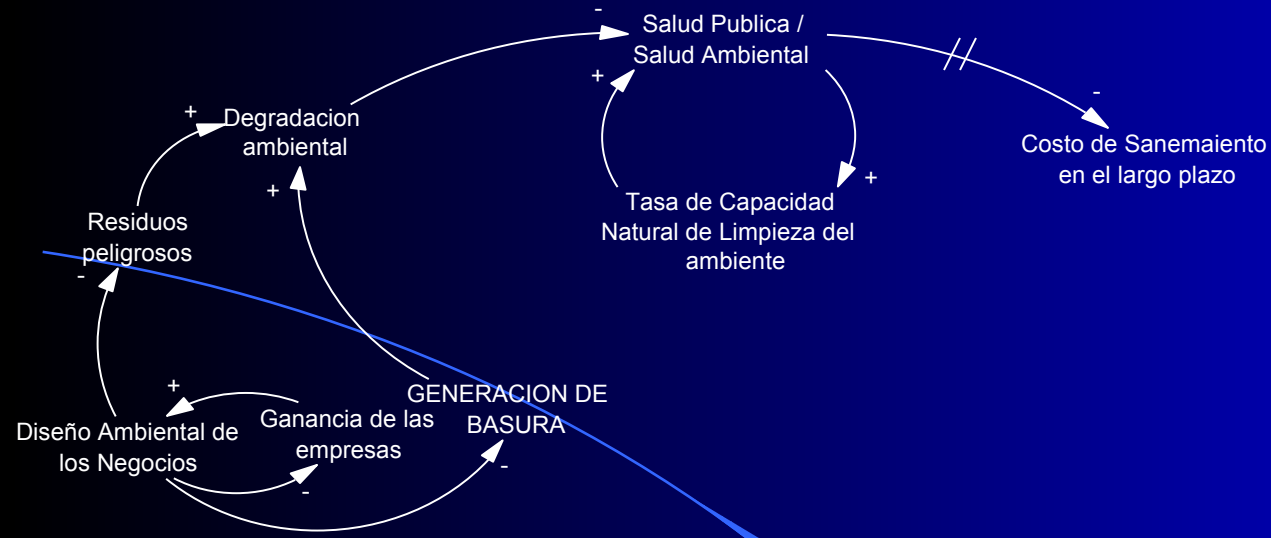 -
Salud Publica /
Salud Ambiental
+
-
Costo de Sanemaiento
en el largo plazo
+
Degradacion
ambiental
+
+
Tasa de Capacidad
Natural de Limpieza del
ambiente
Residuos
peligrosos
-
+
Diseño Ambiental de
los Negocios
Ganancia de las
empresas
-
GENERACION DE
BASURA
-